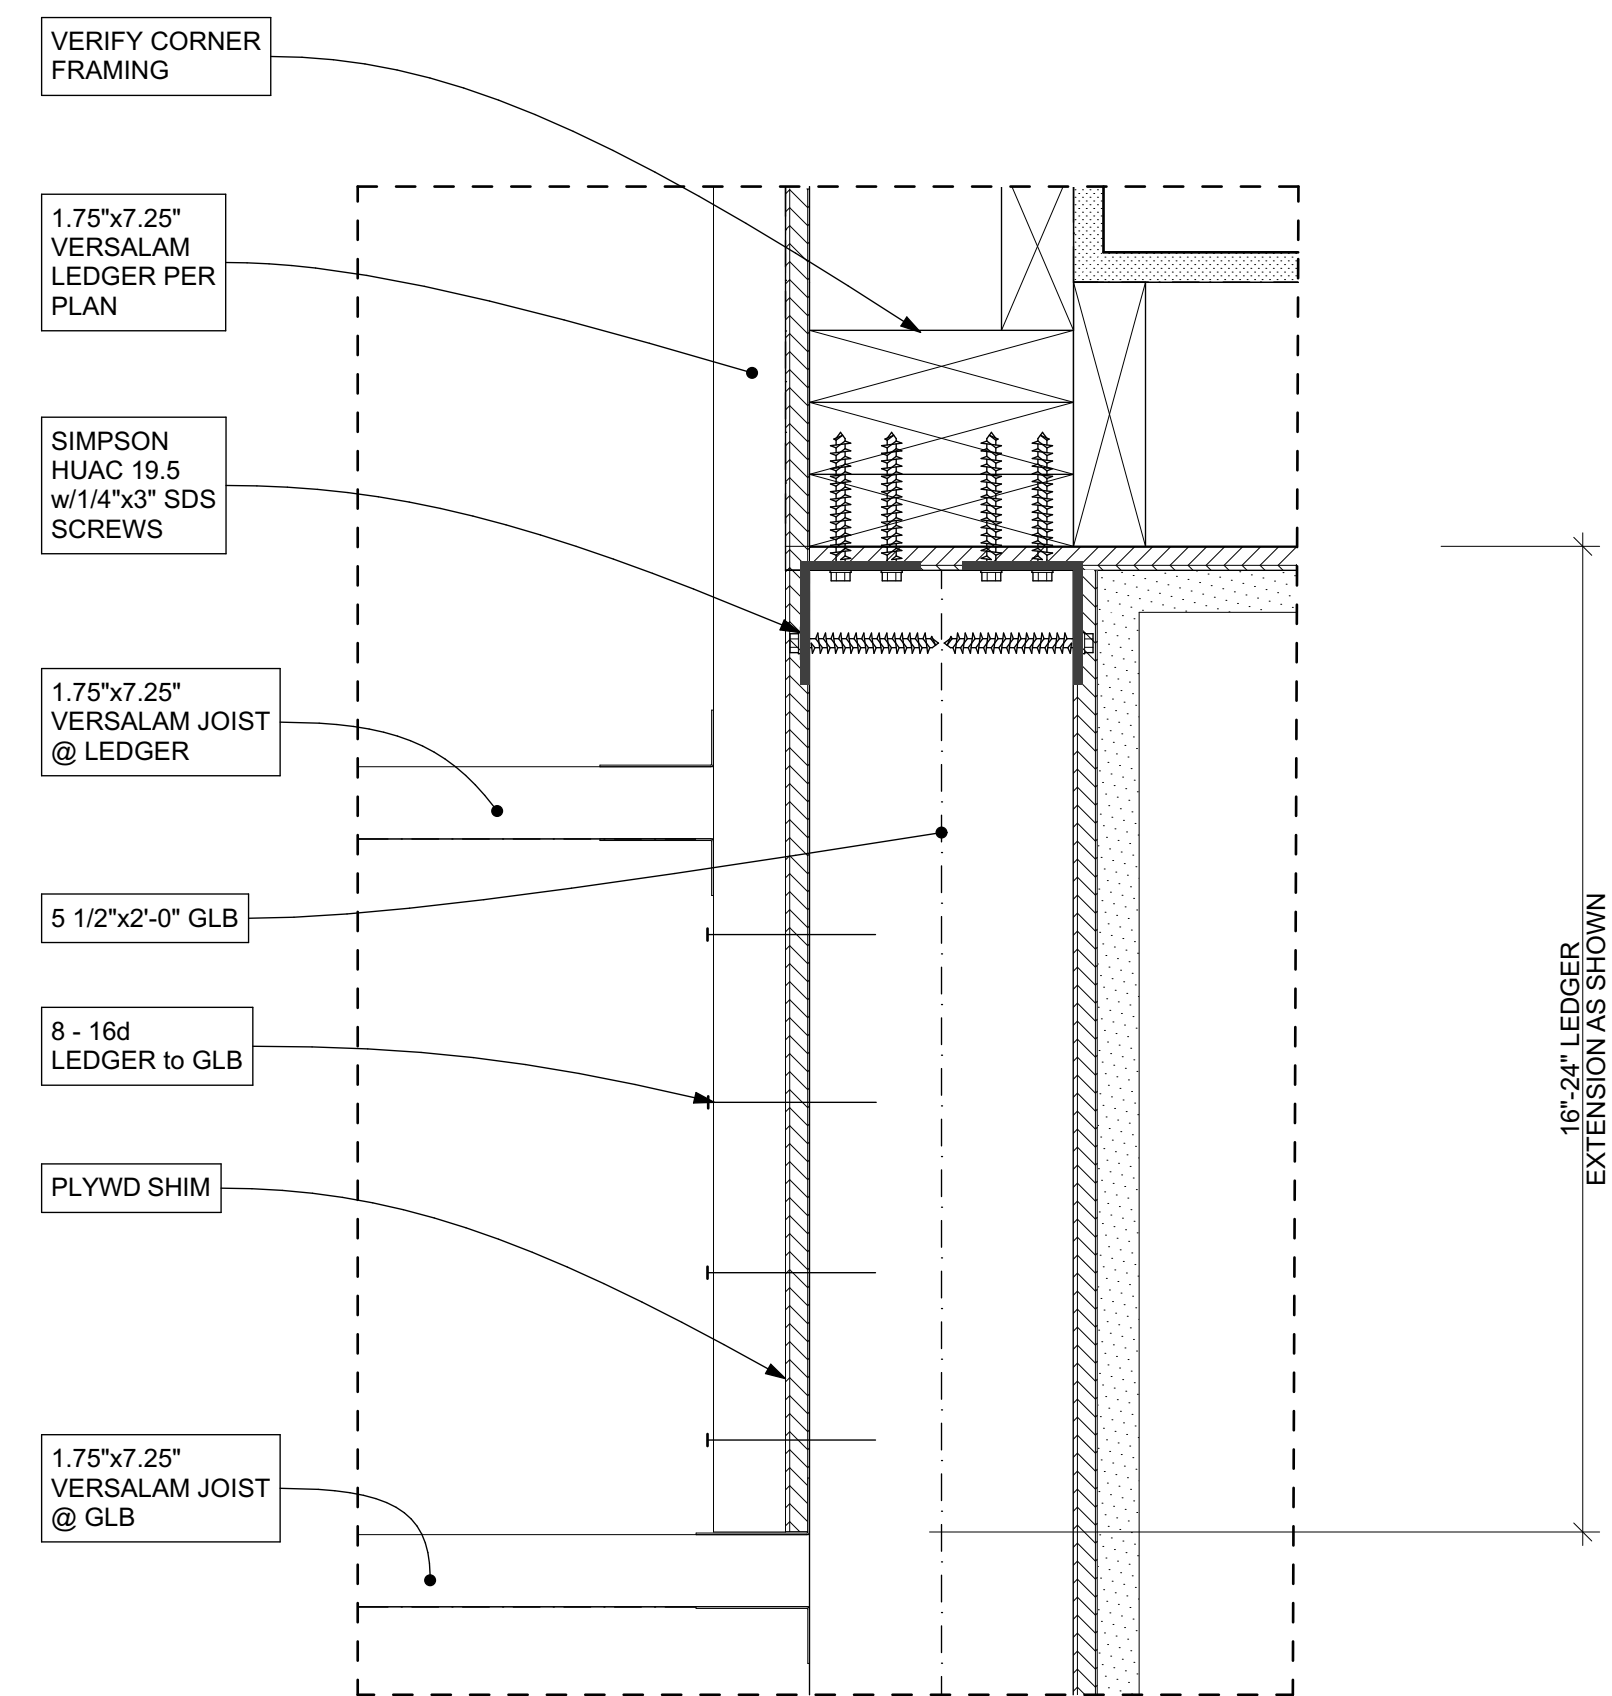 VERIFY CORNER
FRAMING
1.75"x7.25"
VERSALAM
LEDGER PER
PLAN
SIMPSON
HUAC 19.5
w/1/4"x3" SDS
SCREWS
1.75"x7.25"
VERSALAM JOIST
@ LEDGER
5 1/2"x2'-0" GLB
8 - 16d
LEDGER to GLB
PLYWD SHIM
1.75"x7.25"
VERSALAM JOIST
@ GLB
16"-24" LEDGER
EXTENSION AS SHOWN